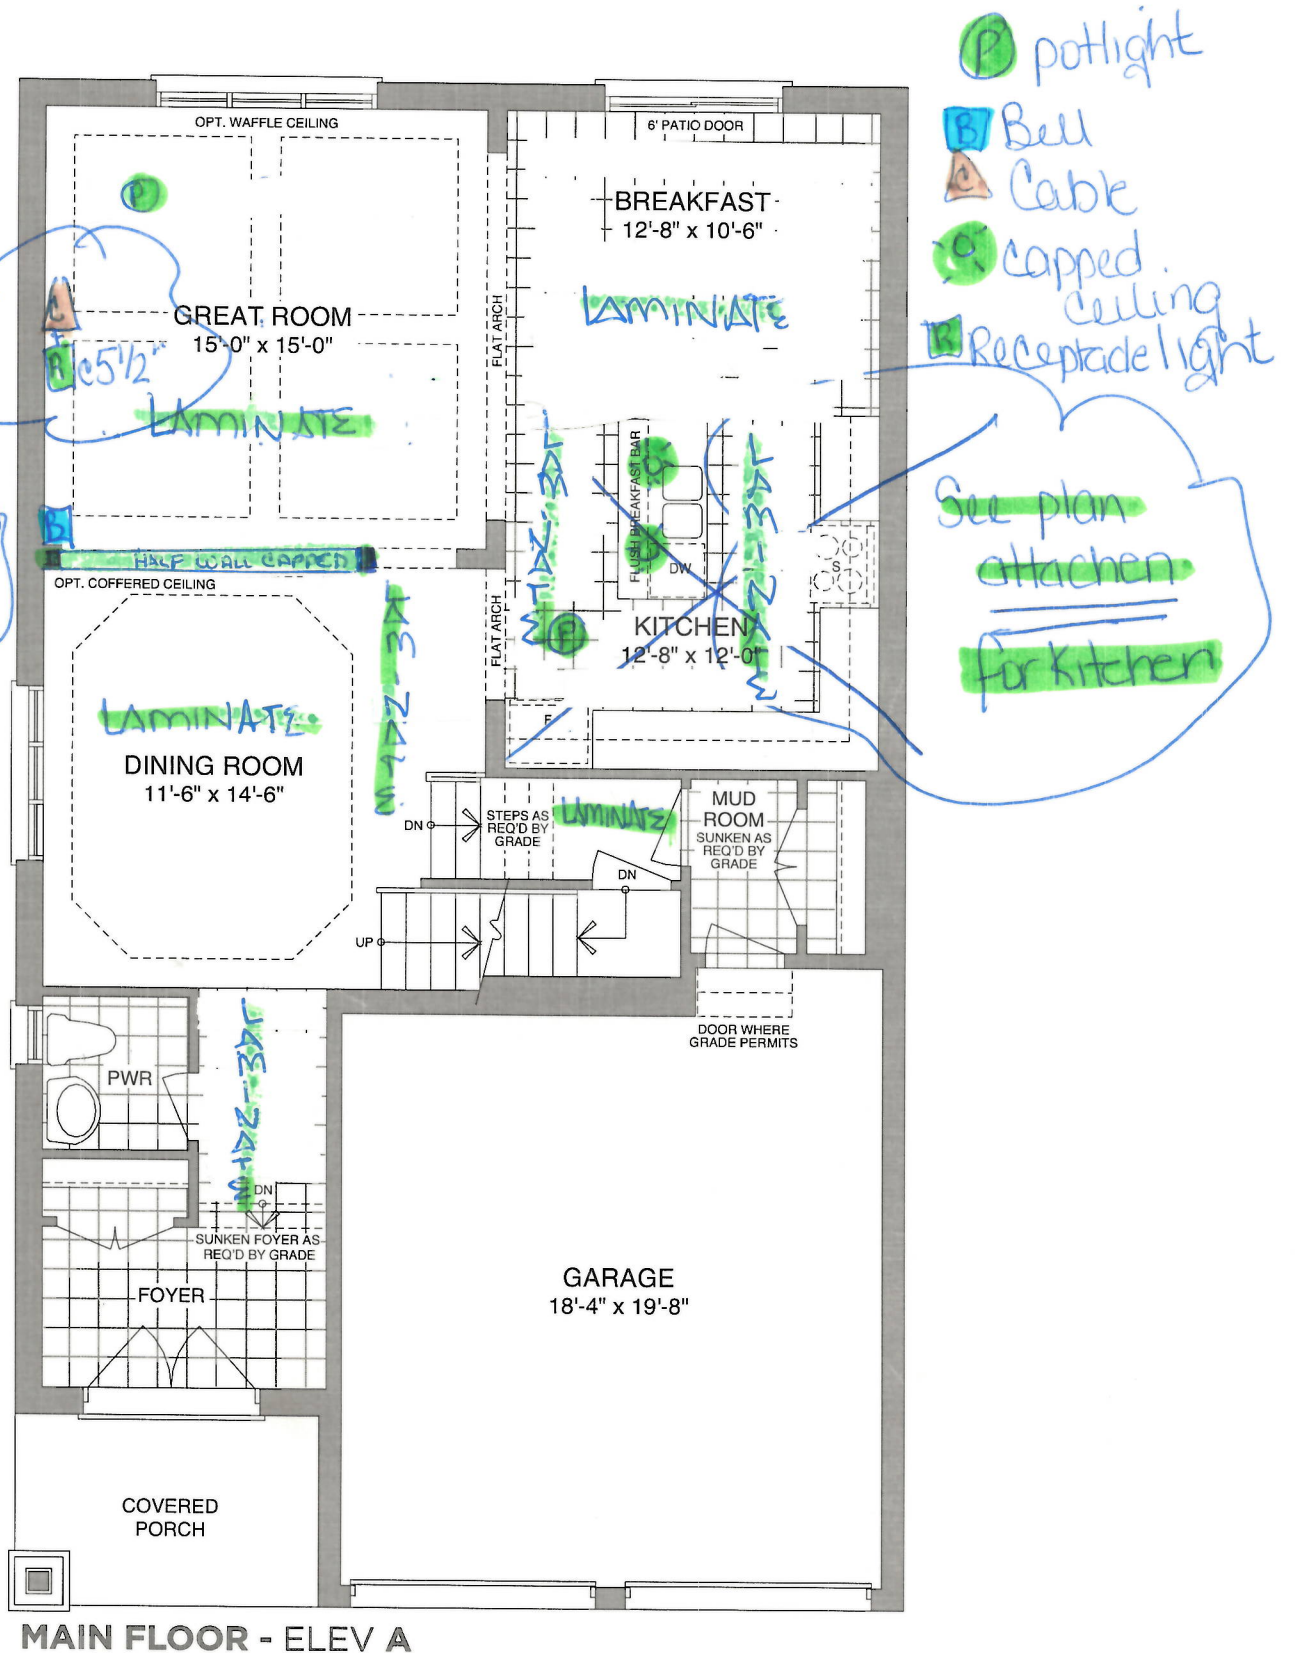 P potlight
B Bell
C Cable
capped
ceiling
R Receptacle light
OPT. WAFFLE CEILING
6' PATIO DOOR
P
BREAKFAST
12'-8" x 10'-6"
C
GREAT ROOM
15'-0" x 15'-0"
FLAT ARCH
LAMINATE
R @ 5 1/2"
LAMINATE
LAMINATE
FLUSH BREAKFAST BAR
LAMINATE
See plan
attachen
for Kitchen
B
HALF WALL CAPPED
DW
S
OPT. COFFERED CEILING
FLAT ARCH
P
KITCHEN
12'-8" x 12'-0"
LAMINATE
LAMINATE
F
DINING ROOM
11'-6" x 14'-6"
DN
STEPS AS
REQ'D BY
GRADE
LAMINATE
MUD
ROOM
SUNKEN AS
REQ'D BY
GRADE
DN
UP
DOOR WHERE
GRADE PERMITS
PWR
LAMINATE
DN
SUNKEN FOYER AS
REQ'D BY GRADE
FOYER
GARAGE
18'-4" x 19'-8"
COVERED
PORCH
MAIN FLOOR - ELEV A